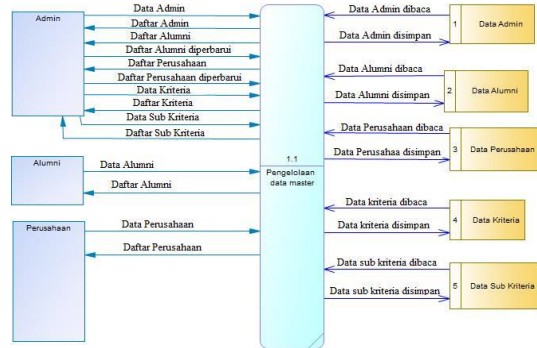 Admin
Data Admin
Daftar Admin
Daftar Alumni
Daftar Alumni diperbarui
Daftar Perusahaan
Daftar Perusahaan diperbarui
Data Kriteria
Daftar Kriteria
Data Sub Kriteria
Daftar Sub Kriteria
Alumni
Data Alumni
Daftar Alumni
Perusahaan
Data Perusahaan
Daftar Perusahaan
1.1
Pengelolaan
data master
Data Admin dibaca
Data Admin disimpan
1 Data Admin
Data Alumni dibaca
Data Alumni disimpan
2 Data Alumni
Data Perusahaan dibaca
Data Perusahaa disimpan
3 Data Perusahaan
Data kriteria dibaca
Data kriteria disimpan
4 Data Kriteria
Data sub kriteria dibaca
Data sub kriteria disimpan
5 Data Sub Kriteria